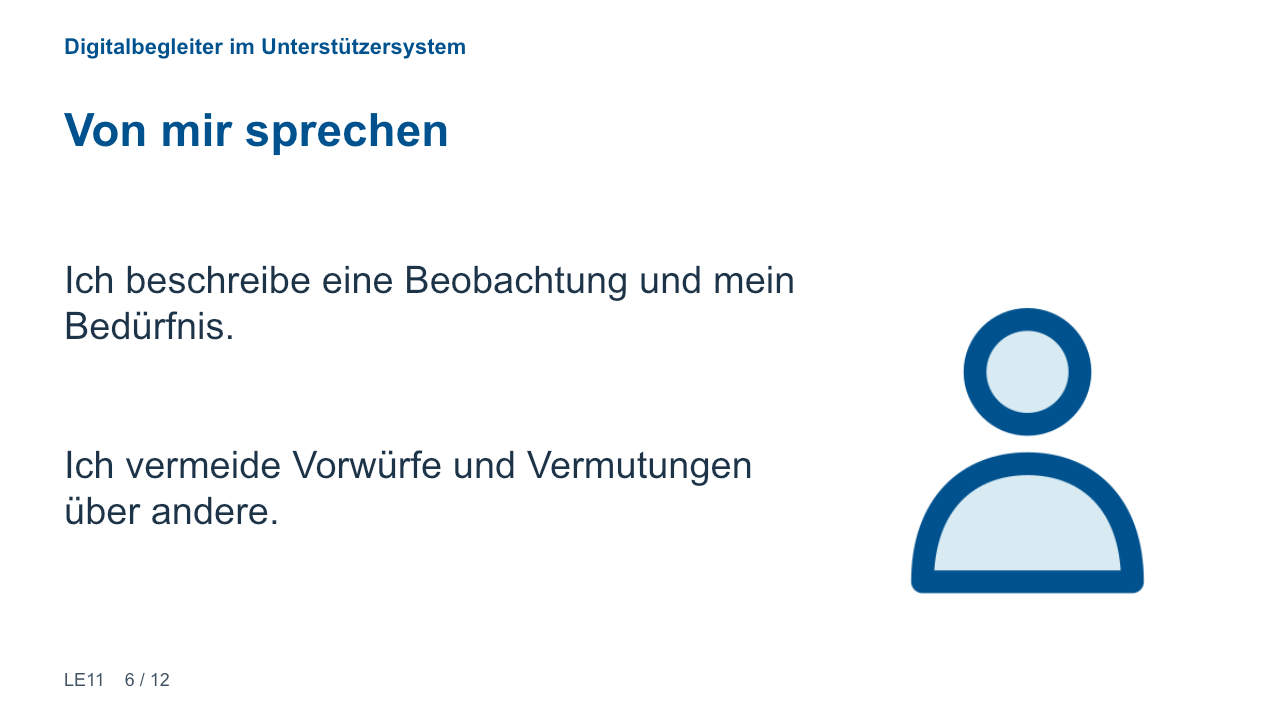 Digitalbegleiter im Unterstützersystem
Von mir sprechen
Ich beschreibe eine Beobachtung und mein
Bedürfnis.
Ich vermeide Vorwürfe und Vermutungen
über andere.
LE11 6 / 12